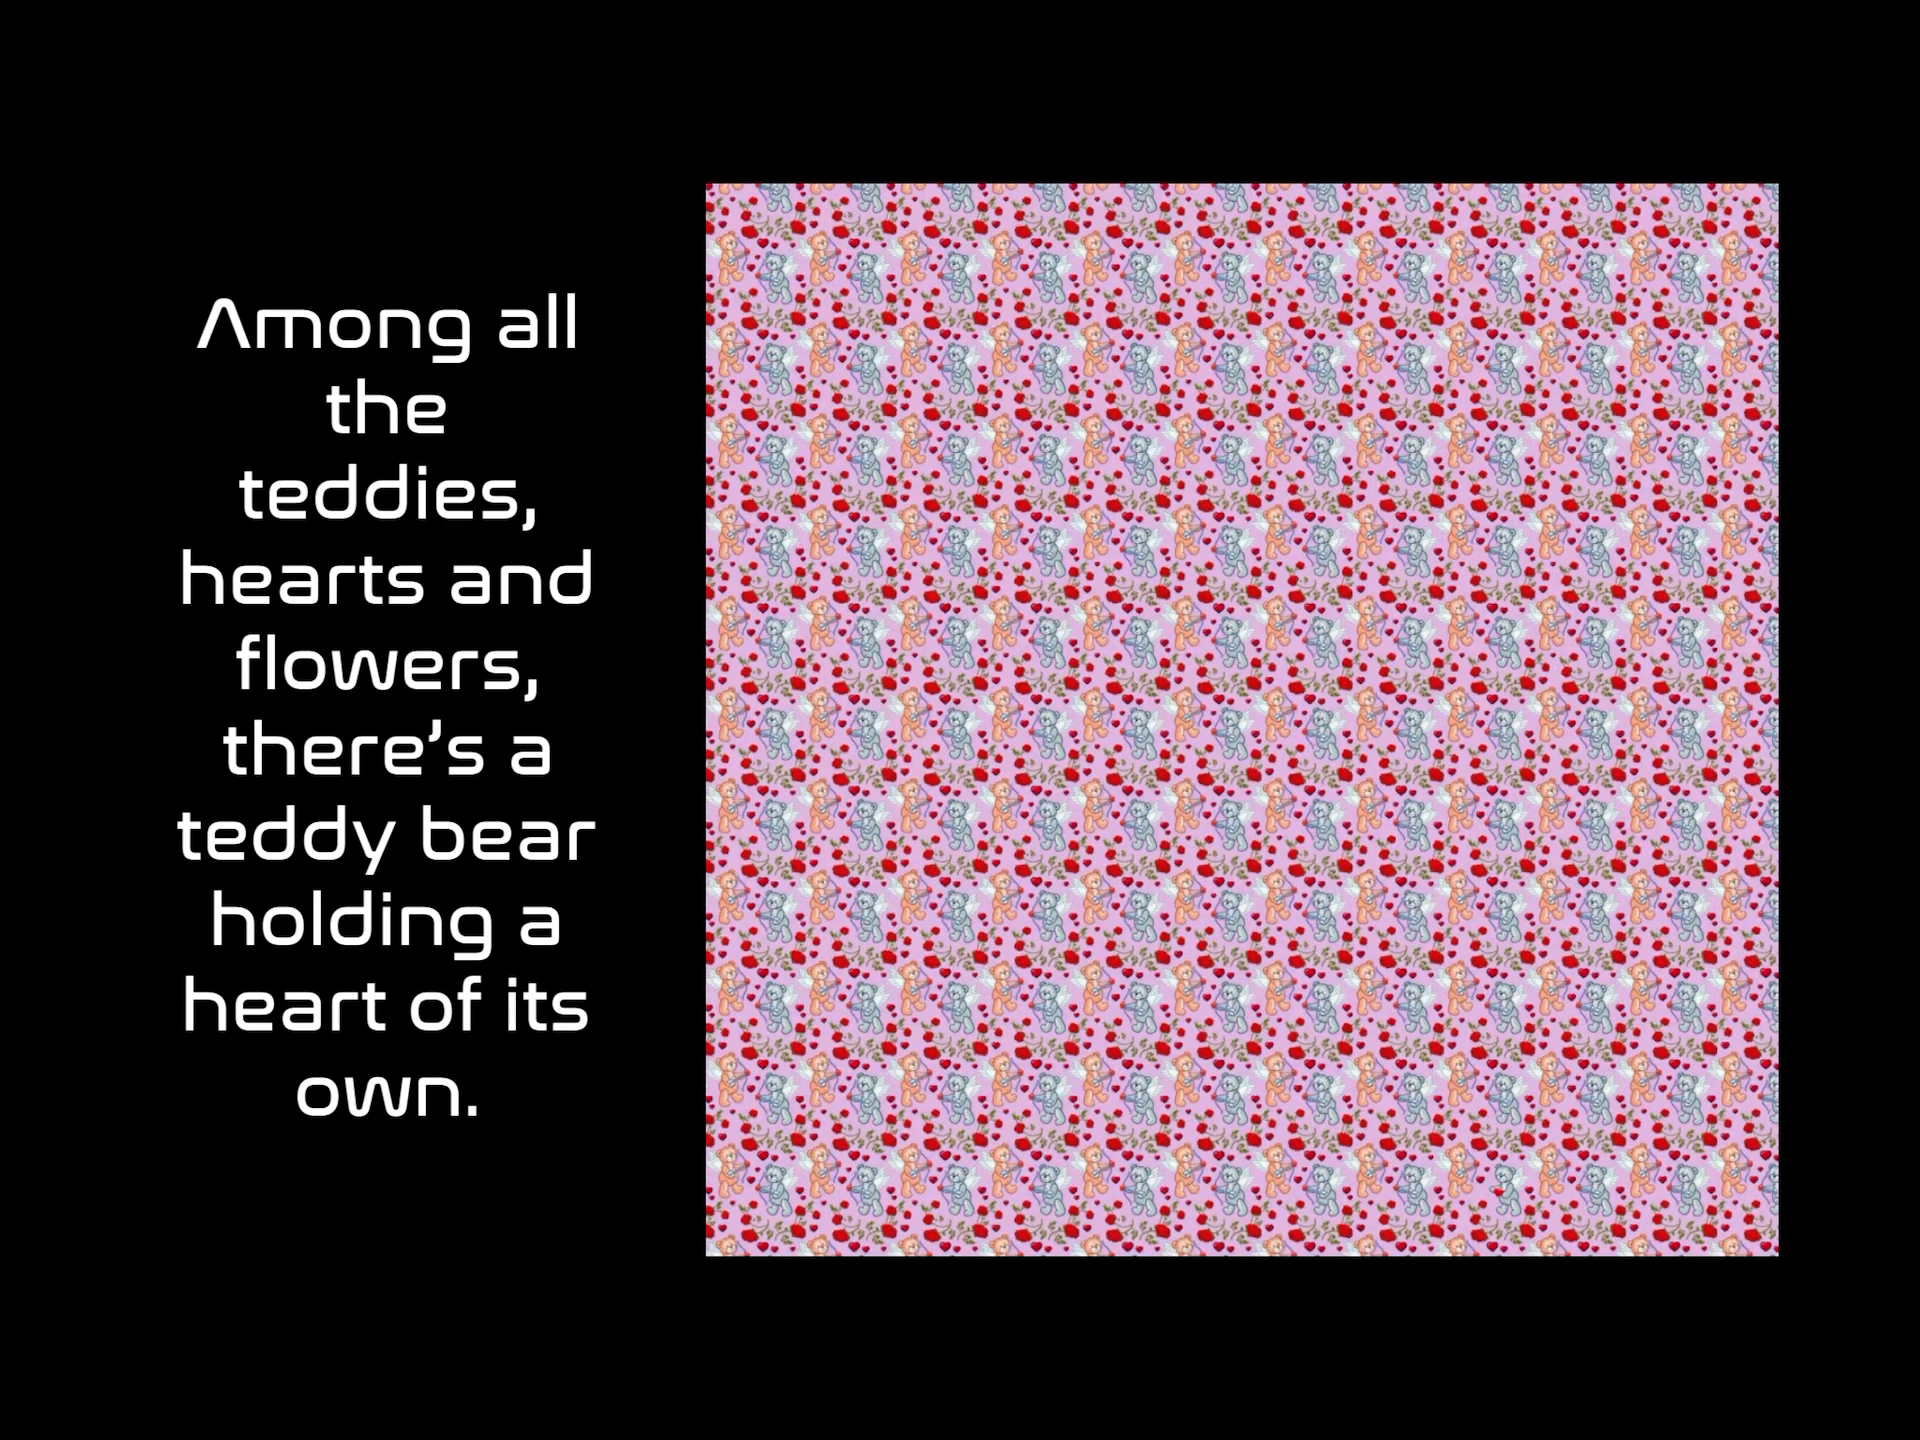 Among all
the
teddies,
hearts and
flowers,
there’s a
teddy bear
holding a
heart of its
own.